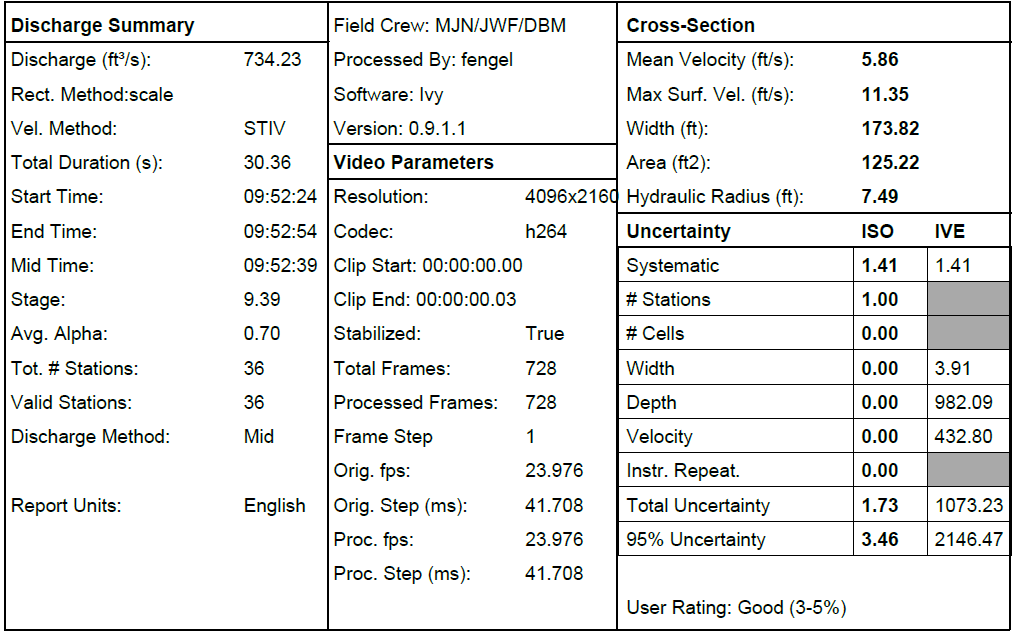 Discharge Summary
Discharge (ft³/s): 734.23
Rect. Method:scale
Vel. Method: STIV
Total Duration (s): 30.36
Start Time: 09:52:24
End Time: 09:52:54
Mid Time: 09:52:39
Stage: 9.39
Avg. Alpha: 0.70
Tot. # Stations: 36
Valid Stations: 36
Discharge Method: Mid
Report Units: English
Field Crew: MJN/JWF/DBM
Processed By: fengel
Software: Ivy
Version: 0.9.1.1
Video Parameters
Resolution: 4096x2160
Codec: h264
Clip Start: 00:00:00.00
Clip End: 00:00:00.03
Stabilized: True
Total Frames: 728
Processed Frames: 728
Frame Step 1
Orig. fps: 23.976
Orig. Step (ms): 41.708
Proc. fps: 23.976
Proc. Step (ms): 41.708
Cross-Section
Mean Velocity (ft/s): 5.86
Max Surf. Vel. (ft/s): 11.35
Width (ft): 173.82
Area (ft2): 125.22
Hydraulic Radius (ft): 7.49
Uncertainty ISO IVE
Systematic 1.41 1.41
# Stations 1.00
# Cells 0.00
Width 0.00 3.91
Depth 0.00 982.09
Velocity 0.00 432.80
Instr. Repeat. 0.00
Total Uncertainty 1.73 1073.23
95% Uncertainty 3.46 2146.47
User Rating: Good (3-5%)